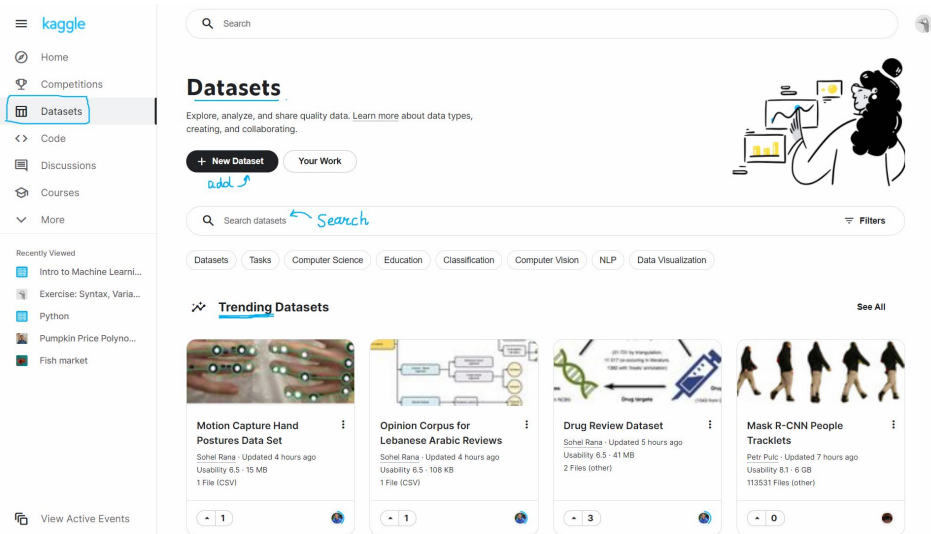 kaggle
Search
Home
Competitions
Datasets
Code
Discussions
Courses
More
Recently Viewed
Intro to Machine Learni...
Exercise: Syntax, Varia...
Python
Pumpkin Price Polyno...
Fish market
View Active Events
Datasets
Explore, analyze, and share quality data. Learn more about data types,
creating, and collaborating.
+ New Dataset Your Work
add
Search datasets Search Filters
Datasets Tasks Computer Science Education Classification Computer Vision NLP Data Visualization
Trending Datasets See All
Motion Capture Hand
Postures Data Set
Sohel Rana · Updated 4 hours ago
Usability 6.5 · 15 MB
1 File (CSV)
1
Opinion Corpus for
Lebanese Arabic Reviews
Sohel Rana · Updated 4 hours ago
Usability 6.5 · 108 KB
1 File (CSV)
1
Drug targets
Drug Review Dataset
Sohel Rana · Updated 5 hours ago
Usability 6.5 · 41 MB
2 Files (other)
3
Mask R-CNN People
Tracklets
Petr Pulc · Updated 7 hours ago
Usability 8.1 · 6 GB
113531 Files (other)
0